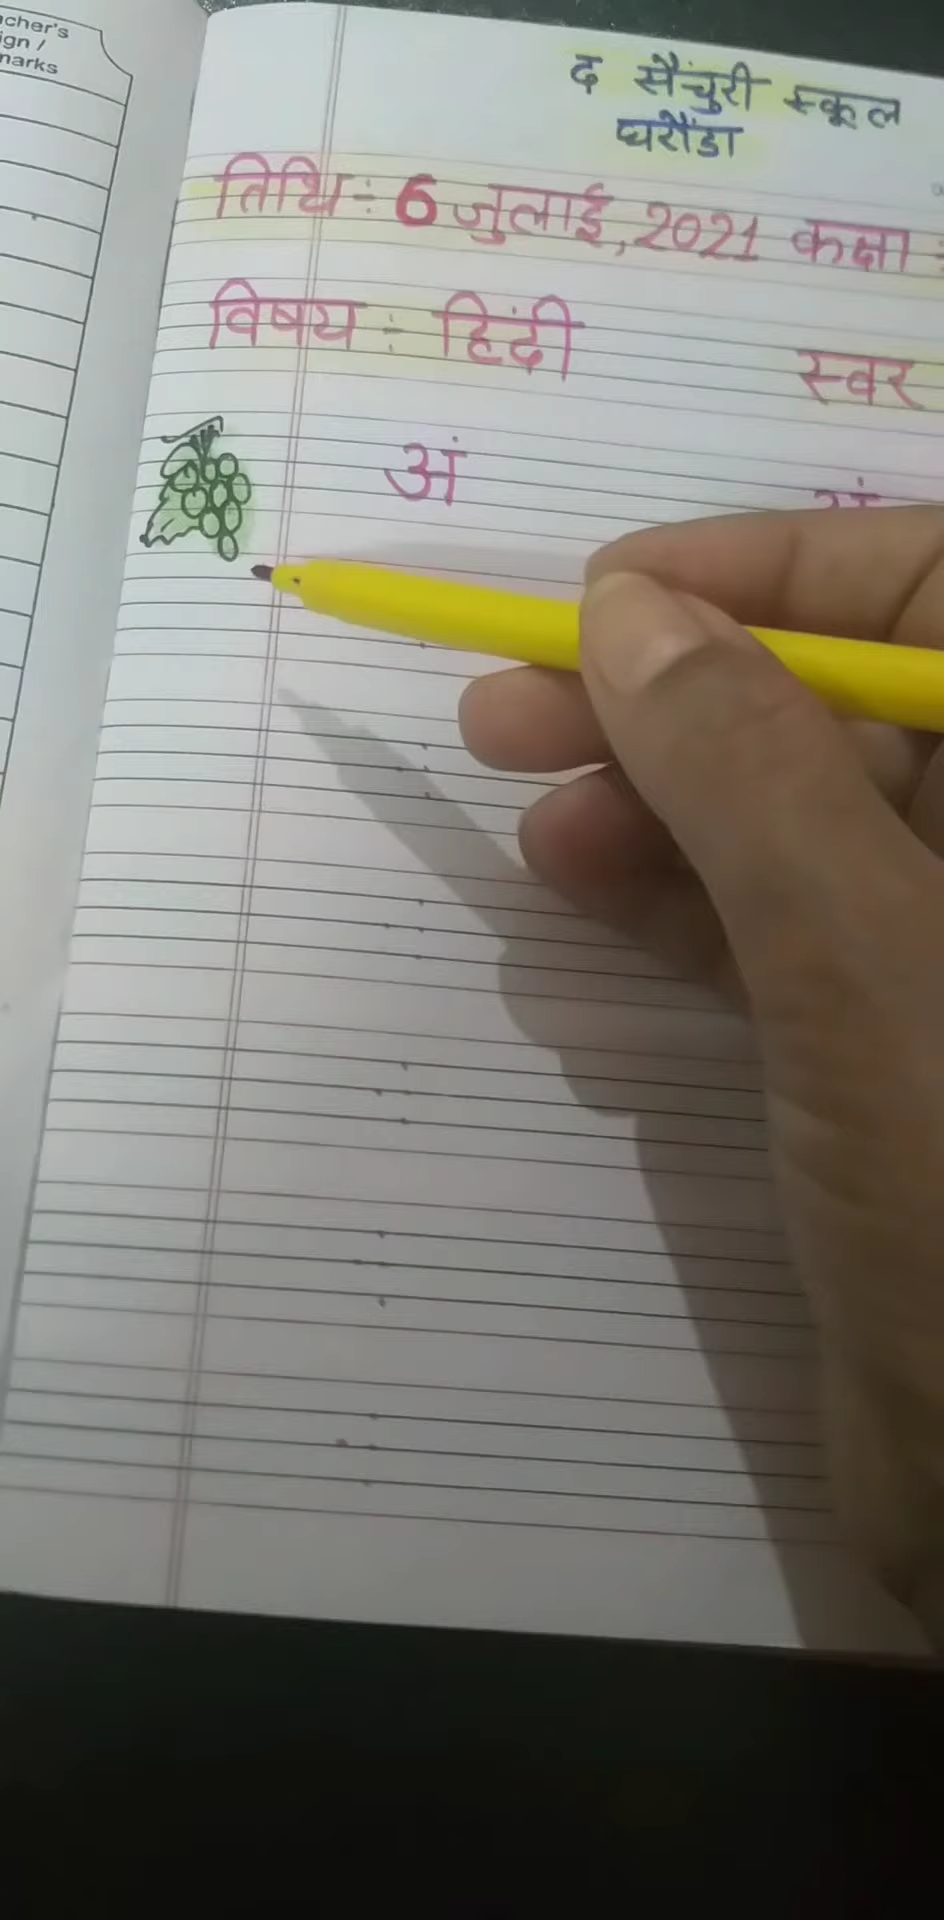 द सैंचुरी स्कूल
घरौंडा
तिथि÷ 6 जुलाई, 2021 कक्षा
विषय ÷ हिंदी
स्वर
अं